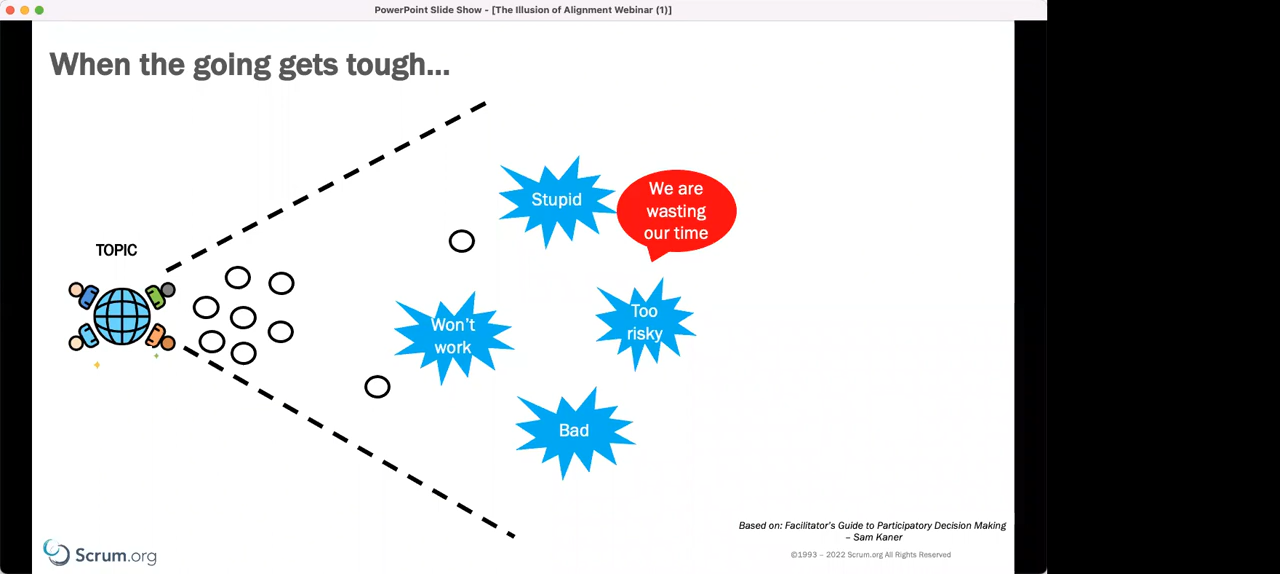 PowerPoint Slide Show - [The Illusion of Alignment Webinar (1)]
When the going gets tough...
TOPIC
Stupid
We are
wasting
our time
Won't
work
Too
risky
Bad
Based on: Facilitator's Guide to Participatory Decision Making
– Sam Kaner
Scrum.org
©1993 – 2022 Scrum.org All Rights Reserved